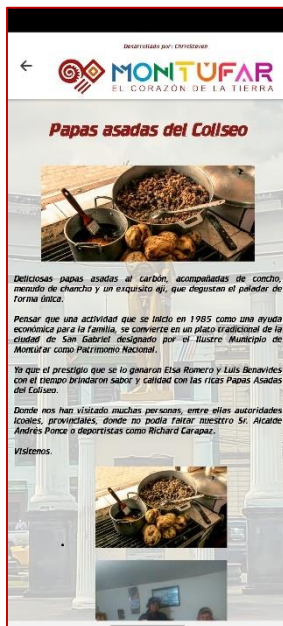 Desarrollado por: ChrisSteven
MONTÚFAR
EL CORAZÓN DE LA TIERRA
Papas asadas del Coliseo
Deliciosas papas asadas al carbón, acompañadas de concho,
menudo de chancho y un exquisito ají, que degustan el paladar de
forma única.
Pensar que una actividad que se inicio en 1985 como una ayuda
económica para la familia, se convierte en un plato tradicional de la
ciudad de San Gabriel designado por el Ilustre Municipio de
Montúfar como Patrimonio Nacional.
Ya que el prestigio que se lo ganaron Elsa Romero y Luis Benavides
con el tiempo brindaron sabor y calidad con las ricas Papas Asadas
del Coliseo.
Donde nos han visitado muchas personas, entre ellas autoridades
locales, provinciales, donde no podía faltar nuesttro Sr. Alcalde
Andrés Ponce o deportistas como Richard Carapaz.
Visítenos.